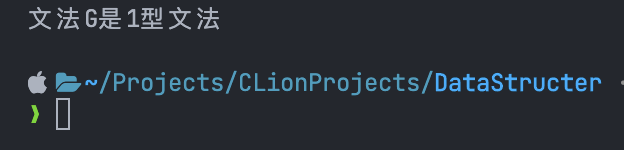 文法G是1型文法
~/Projects/CLionProjects/DataStructer
❯